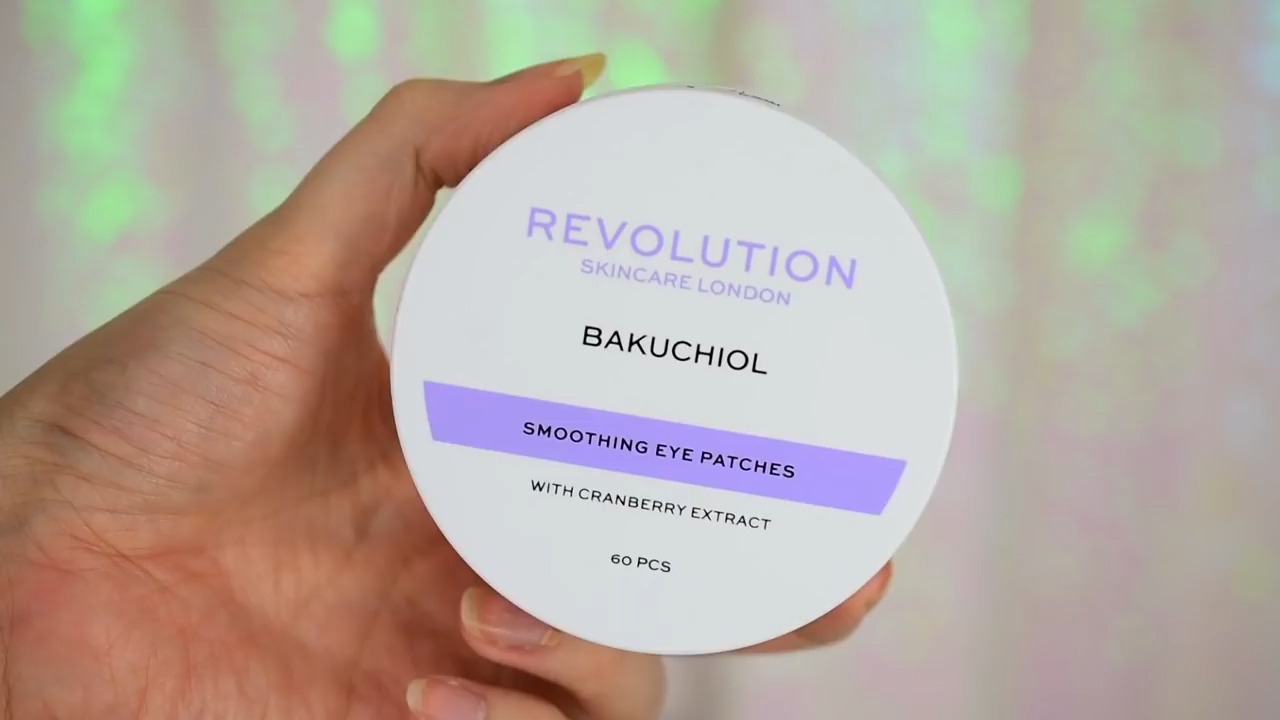 REVOLUTION
SKINCARE LONDON
BAKUCHIOL
SMOOTHING EYE PATCHES
WITH CRANBERRY EXTRACT
60 PCS